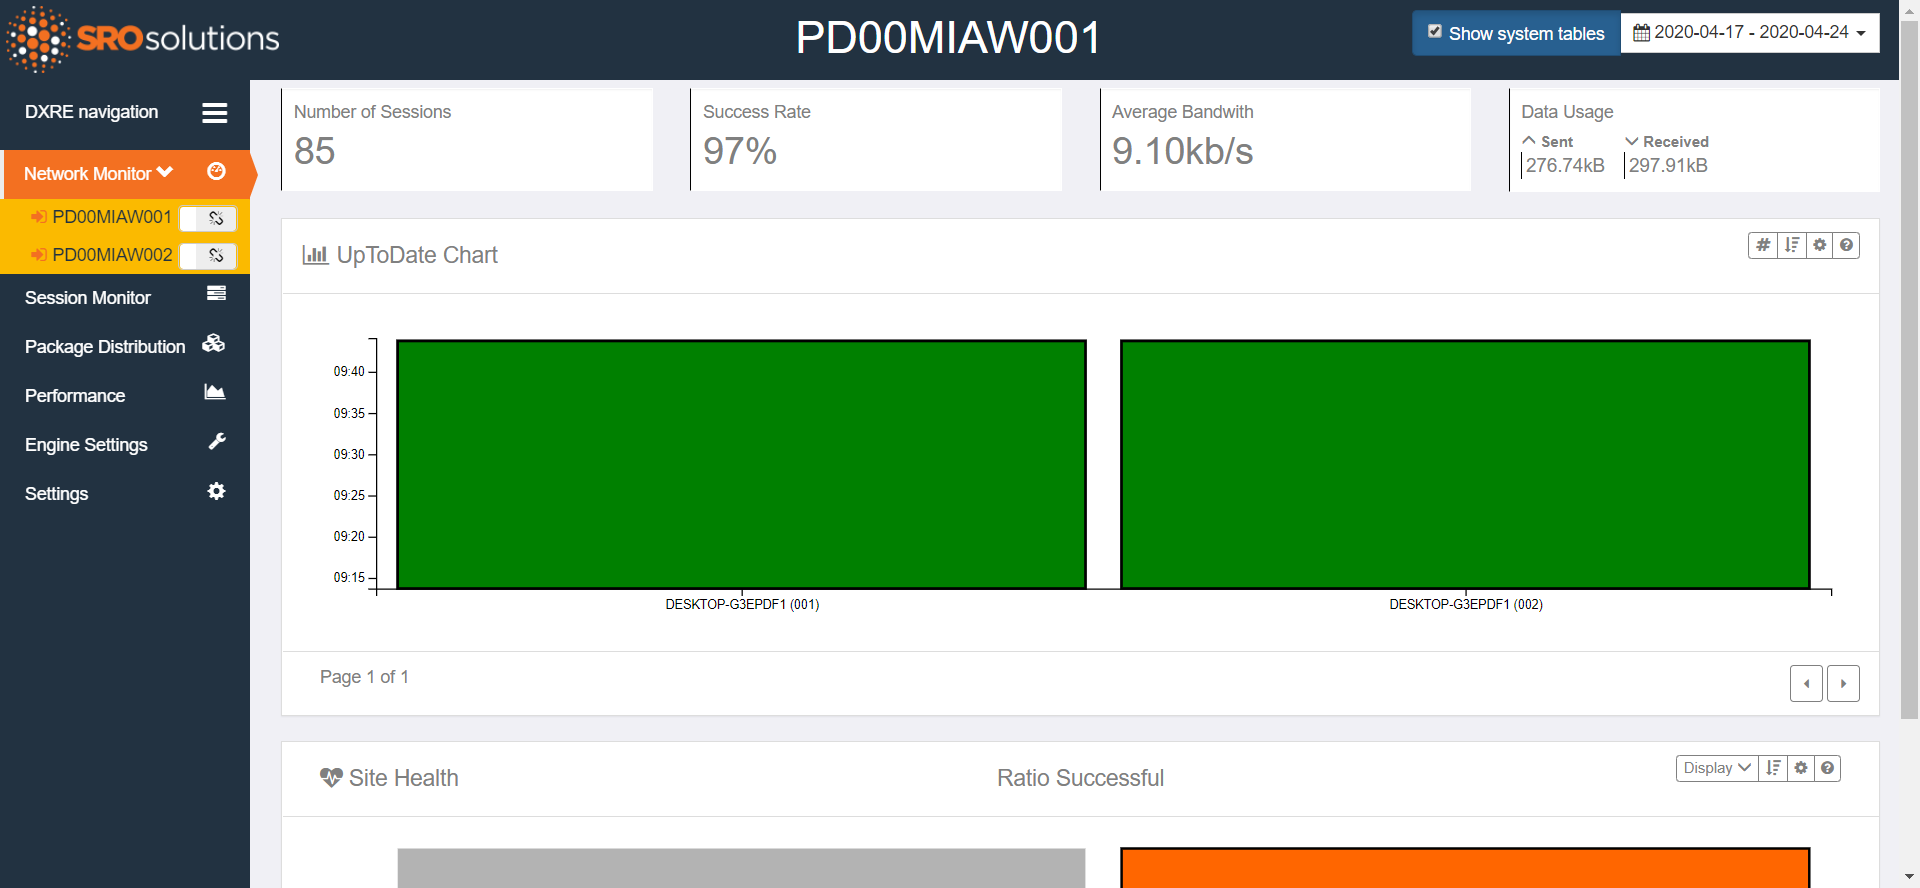 SROsolutions
PD00MIAW001
Show system tables
2020-04-17 - 2020-04-24
DXRE navigation
Network Monitor
PD00MIAW001
PD00MIAW002
Session Monitor
Package Distribution
Performance
Engine Settings
Settings
Number of Sessions
85
Success Rate
97%
Average Bandwith
9.10kb/s
Data Usage
Sent
276.74kB
Received
297.91kB
UpToDate Chart
09:40
09:35
09:30
09:25
09:20
09:15
DESKTOP-G3EPDF1 (001)
DESKTOP-G3EPDF1 (002)
Page 1 of 1
Site Health
Ratio Successful
Display